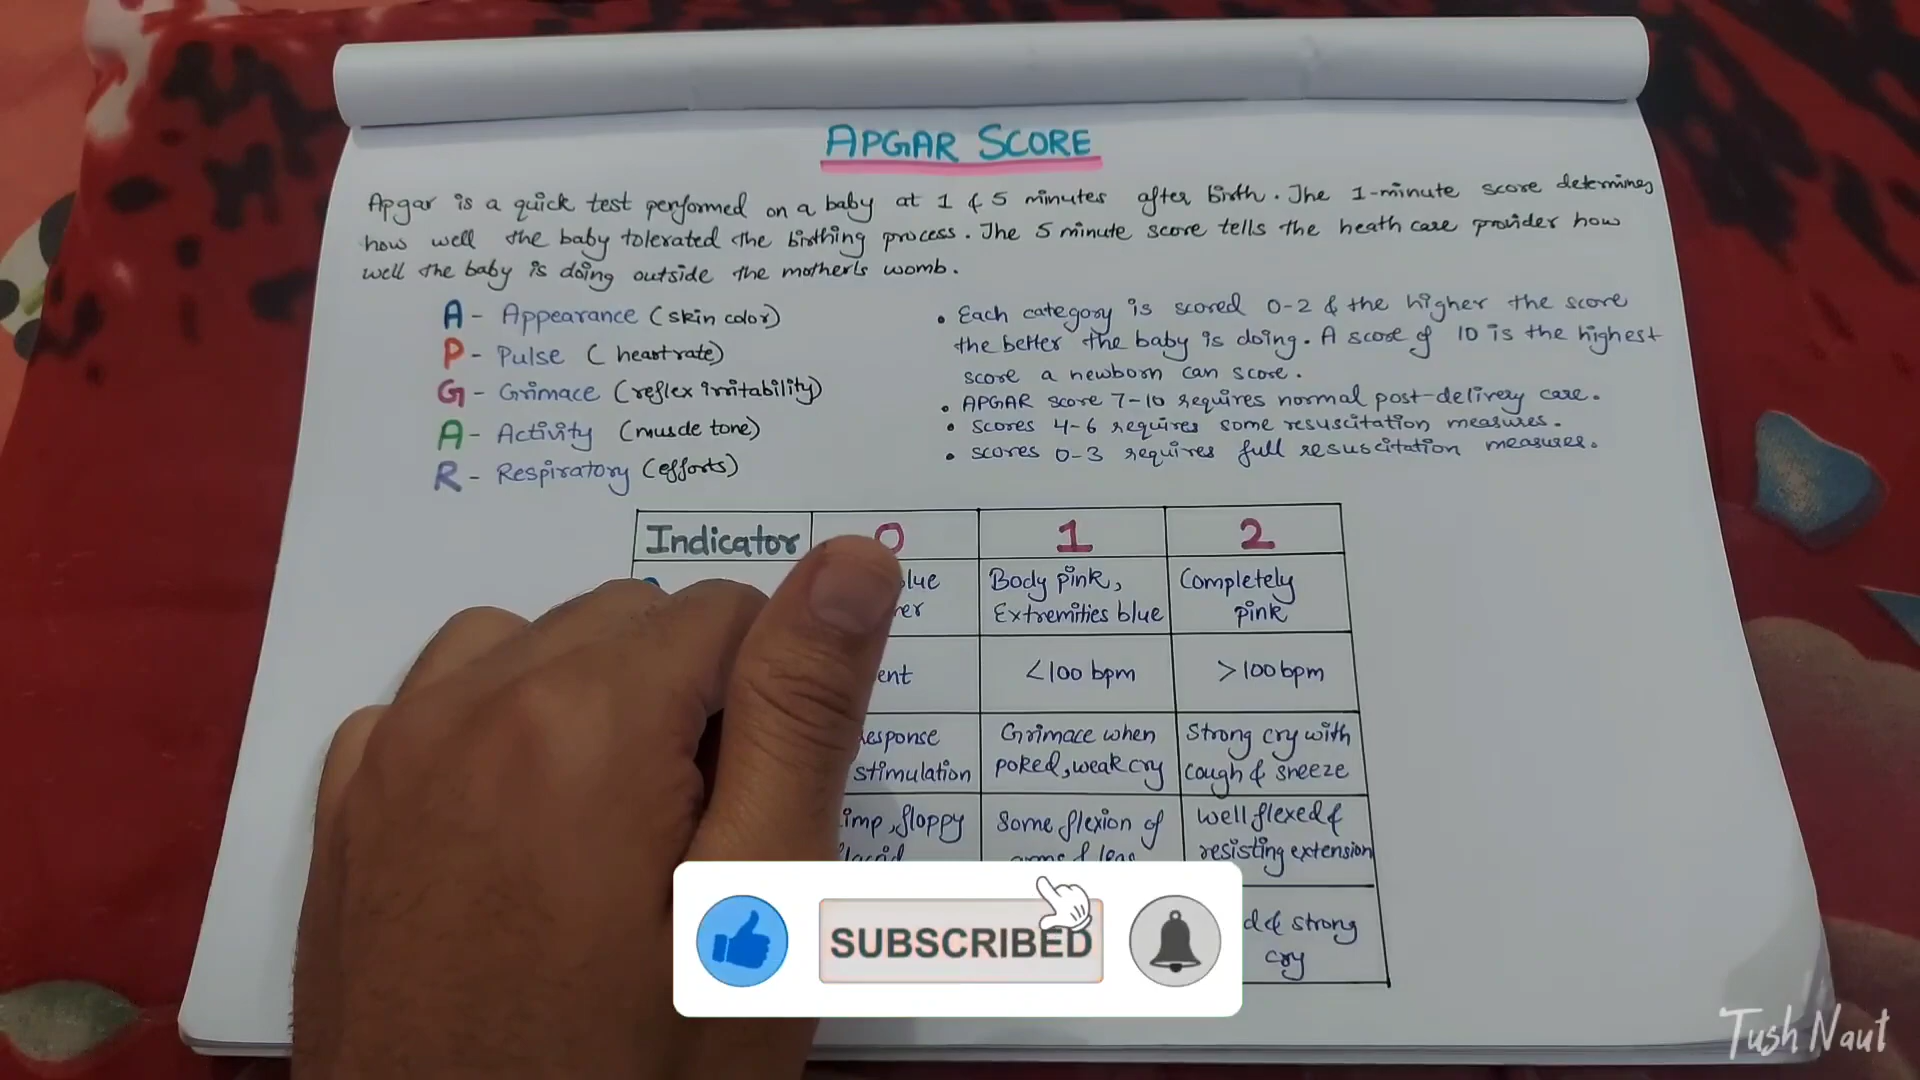 APGAR SCORE
Apgar is a quick test performed on a baby at 1 & 5 minutes after birth. The 1-minute score determines
how well the baby tolerated the birthing process. The 5 minute score tells the heath care provider how
well the baby is doing outside the mother's womb.
A - Appearance (skin color)
P - Pulse (heart rate)
G - Grimace (reflex irritability)
A - Activity (muscle tone)
R - Respiratory (efforts)
• Each category is scored 0-2 & the higher the score
the better the baby is doing. A score of 10 is the highest
score a newborn can score.
• APGAR score 7-10 requires normal post-delivery care.
• scores 4-6 requires some resuscitation measures.
• scores 0-3 requires full resuscitation measures.
Indicator 0 1 2
Body pink,
Extremities blue
Completely
pink
<100 bpm
>100 bpm
stimulation
Grimace when
poked, weak cry
Strong cry with
cough & sneeze
floppy
Some flexion of
well flexed &
resisting extension
& strong
cry
SUBSCRIBED
Tush Naut